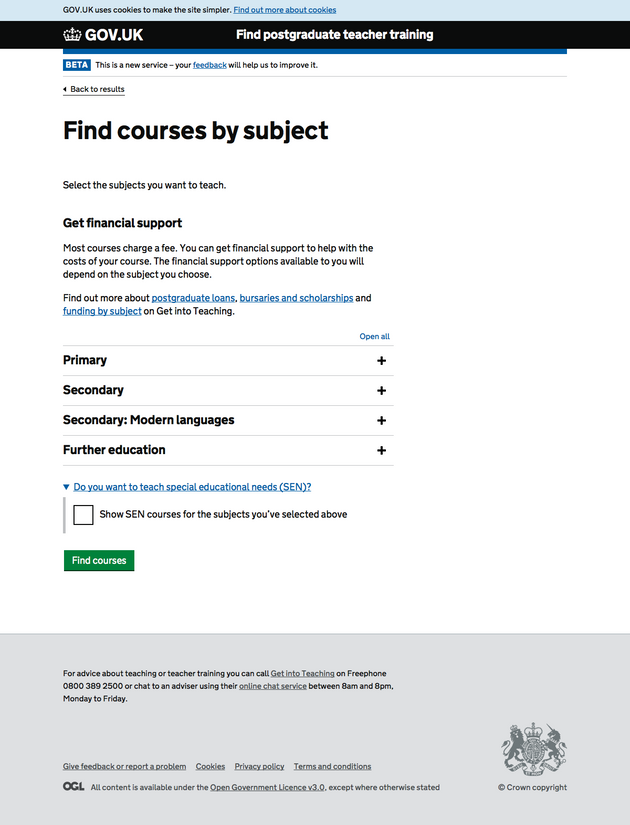 GOV.UK uses cookies to make the site simpler. Find out more about cookies
GOV.UK Find postgraduate teacher training
BETA This is a new service – your feedback will help us to improve it.
Back to results
Find courses by subject
Select the subjects you want to teach.
Get financial support
Most courses charge a fee. You can get financial support to help with the
costs of your course. The financial support options available to you will
depend on the subject you choose.
Find out more about postgraduate loans, bursaries and scholarships and
funding by subject on Get into Teaching.
Open all
Primary +
Secondary +
Secondary: Modern languages +
Further education +
Do you want to teach special educational needs (SEN)?
Show SEN courses for the subjects you’ve selected above
Find courses
For advice about teaching or teacher training you can call Get into Teaching on Freephone
0800 389 2500 or chat to an adviser using their online chat service between 8am and 8pm,
Monday to Friday.
Give feedback or report a problem Cookies Privacy policy Terms and conditions
OGL All content is available under the Open Government Licence v3.0, except where otherwise stated
© Crown copyright